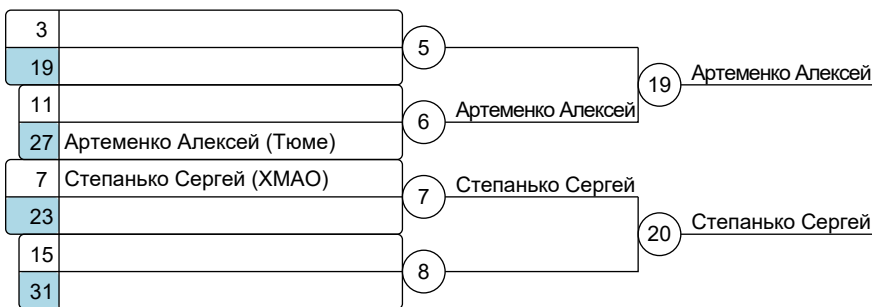 3
5
19
19 Артеменко Алексей
11
6 Артеменко Алексей
27 Артеменко Алексей (Тюме)
7 Степанько Сергей (ХМАО)
7 Степанько Сергей
23
20 Степанько Сергей
15
8
31